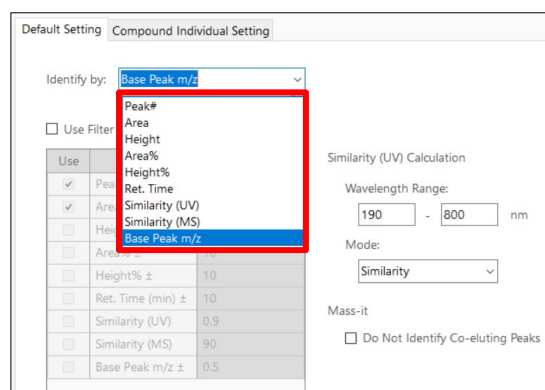 Default Setting Compound Individual Setting
Identify by: Base Peak m/z
Peak#
Area
Height
Area%
Height%
Ret. Time
Similarity (UV)
Similarity (MS)
Base Peak m/z
Use Filter
Use
Height% ± 10
Ret. Time (min) ± 10
Similarity (UV) 0.9
Similarity (MS) 90
Base Peak m/z ± 0.5
Similarity (UV) Calculation
Wavelength Range:
190 - 800 nm
Mode:
Similarity
Mass-it
Do Not Identify Co-eluting Peaks